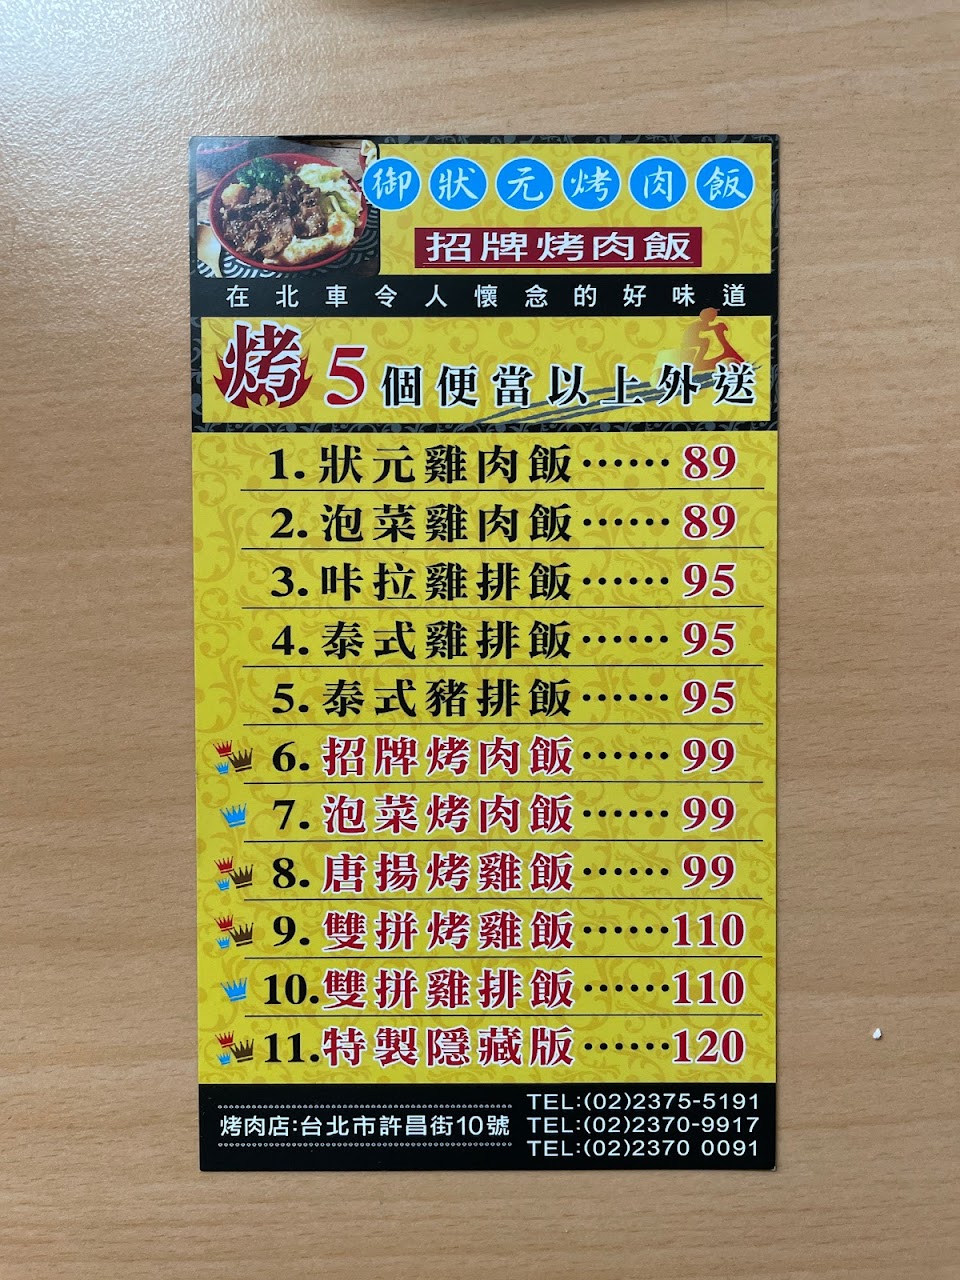 御狀元烤肉飯
招牌烤肉飯
在北車令人懷念的好味道
烤5個便當以上外送
1.狀元雞肉飯……89
2.泡菜雞肉飯……89
3.咔拉雞排飯……95
4.泰式雞排飯……95
5.泰式豬排飯……95
6.招牌烤肉飯……99
7.泡菜烤肉飯……99
8.唐揚烤雞飯……99
9.雙拼烤雞飯……110
10.雙拼雞排飯……110
11.特製隱藏版……120
烤肉店:台北市許昌街10號
TEL:(02)2375-5191
TEL:(02)2370-9917
TEL:(02)2370 0091